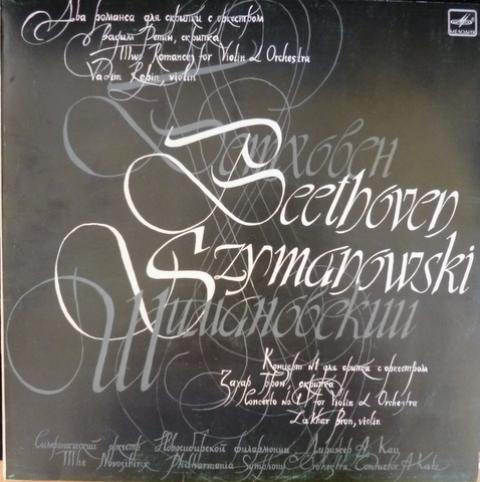 Два романса для скрипки с оркестром
Вадим Репин, скрипка
Two Romances for Violin & Orchestra
Vadim Repin, violin
МЕЛОДИЯ
Бетховен
Beethoven
Szymanowski
Шимановский
Концерт №1 для скрипки с оркестром
Захар Брон, скрипка
Concerto no. 1 for Violin & Orchestra
Zakhar Bron, violin
Симфонический оркестр Новосибирской филармонии Дирижер А. Кац
The Novosibirsk Philharmonia Symphony Orchestra Conductor A. Katz